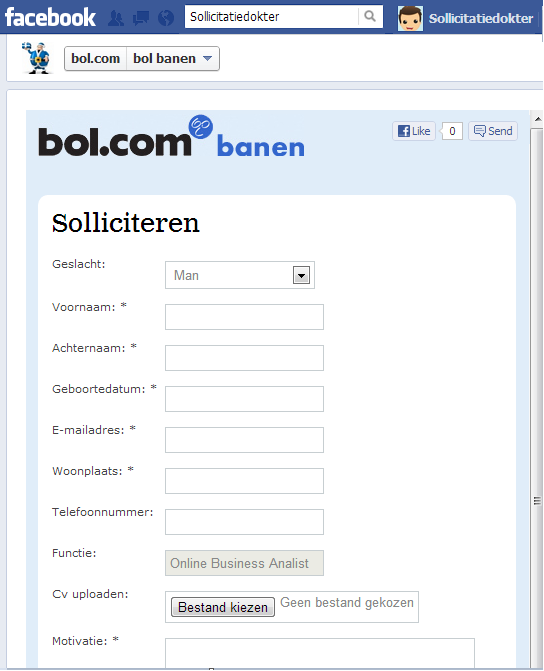 facebook Sollicitatiedokter Sollicitatiedokter
bol.com bol banen
bol.com banen
Like 0 Send
Solliciteren
Geslacht: Man
Voornaam: *
Achternaam: *
Geboortedatum: *
E-mailadres: *
Woonplaats: *
Telefoonnummer:
Functie: Online Business Analist
Cv uploaden: Bestand kiezen Geen bestand gekozen
Motivatie: *